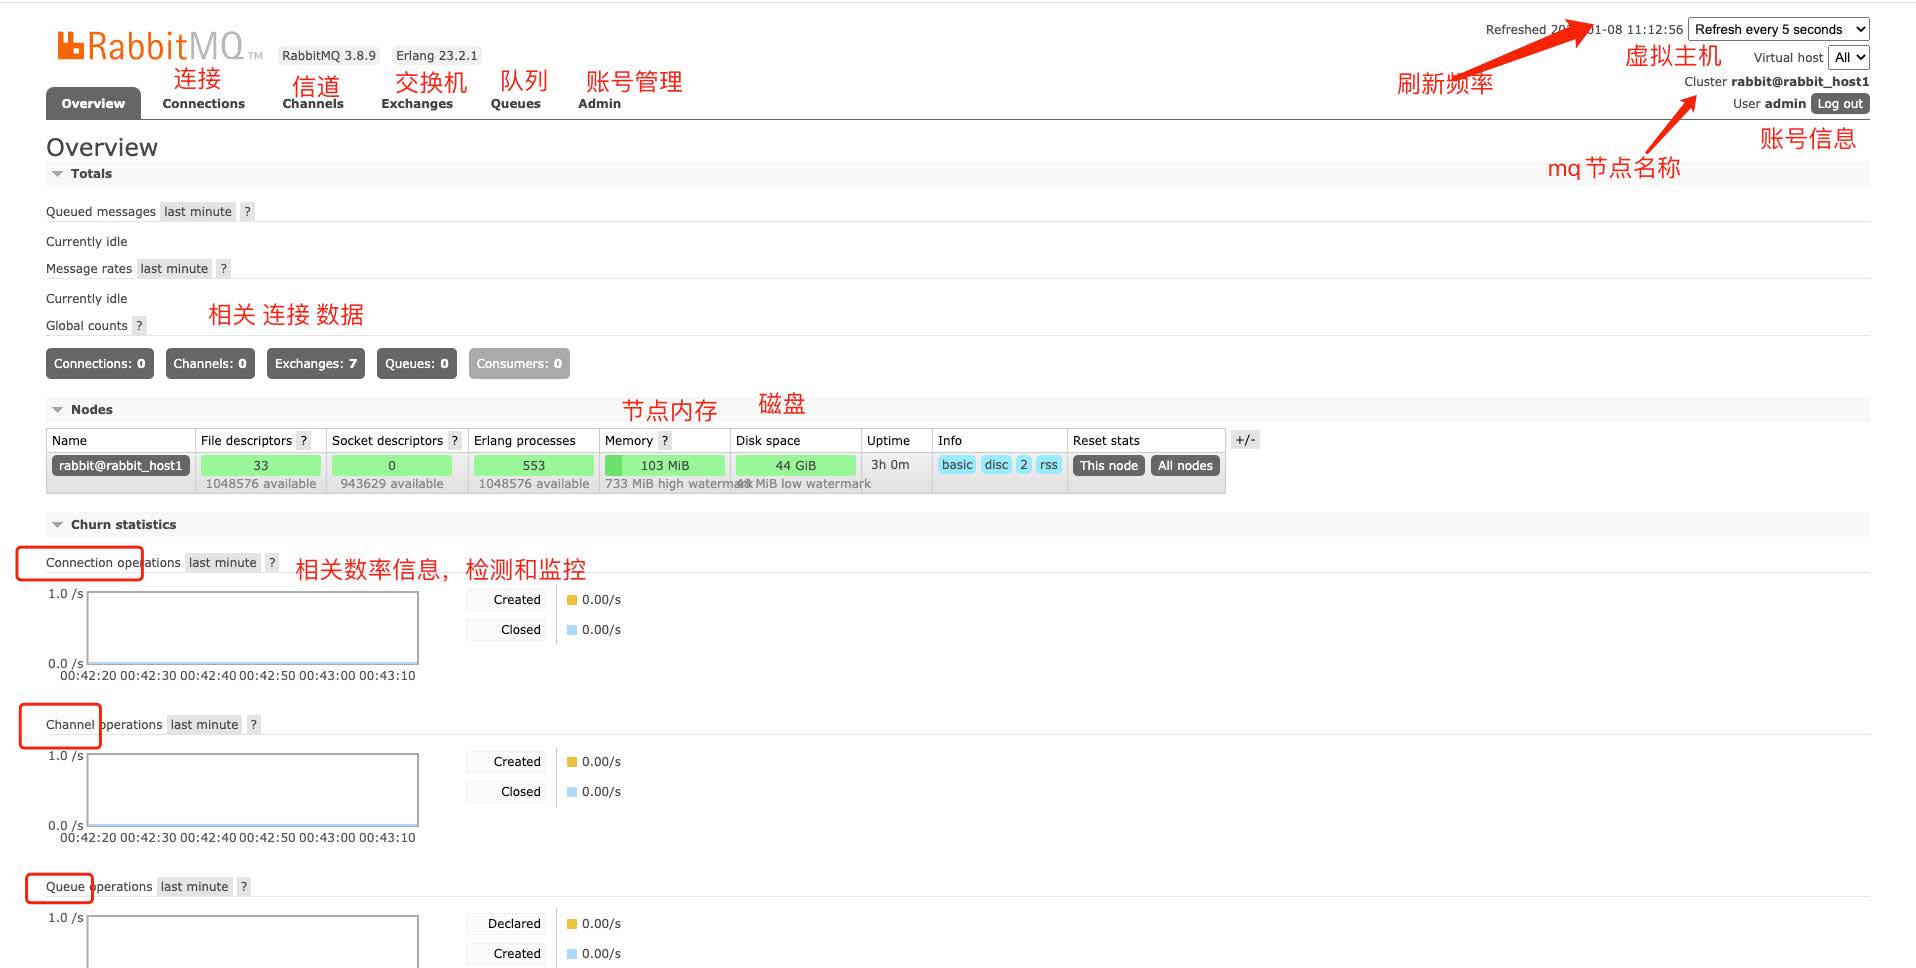 RabbitMQ TM RabbitMQ 3.8.9 Erlang 23.2.1
Refreshed 01-08 11:12:56 Refresh every 5 seconds
虚拟主机 Virtual host All
刷新频率 Cluster rabbit@rabbit_host1
User admin Log out
账号信息
mq 节点名称
连接 信道 交换机 队列 账号管理
Overview Connections Channels Exchanges Queues Admin
Overview
Totals
Queued messages last minute ?
Currently idle
Message rates last minute ?
Currently idle
相关 连接 数据
Global counts ?
Connections: 0 Channels: 0 Exchanges: 7 Queues: 0 Consumers: 0
节点内存 磁盘
Nodes
Name File descriptors ? Socket descriptors ? Erlang processes Memory ? Disk space Uptime Info Reset stats +/-
rabbit@rabbit_host1 33 0 553 103 MiB 44 GiB 3h 0m basic disc 2 rss This node All nodes
1048576 available 943629 available 1048576 available 733 MiB high watermark MiB low watermark
Churn statistics
Connection operations last minute ?
相关数率信息，检测和监控
1.0 /s
Created 0.00/s
Closed 0.00/s
0.0 /s
00:42:20 00:42:30 00:42:40 00:42:50 00:43:00 00:43:10
Channel operations last minute ?
1.0 /s
Created 0.00/s
Closed 0.00/s
0.0 /s
00:42:20 00:42:30 00:42:40 00:42:50 00:43:00 00:43:10
Queue operations last minute ?
1.0 /s
Declared 0.00/s
Created 0.00/s